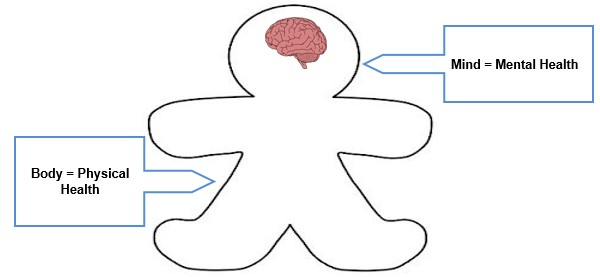 Mind = Mental Health
Body = Physical
Health